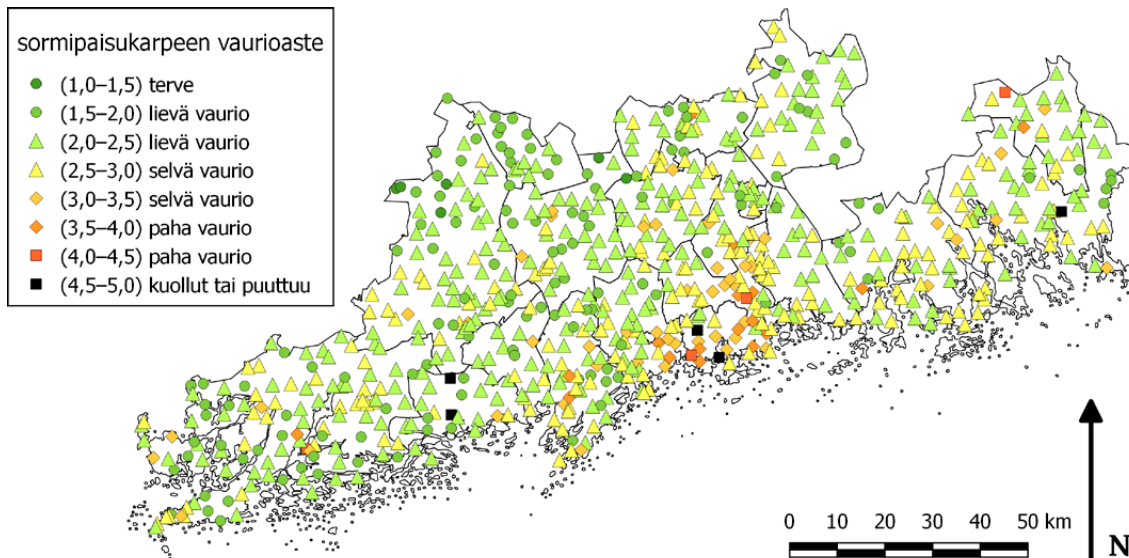 sormipaisukarpeen vaurioaste
(1,0–1,5) terve
(1,5–2,0) lievä vaurio
(2,0–2,5) lievä vaurio
(2,5–3,0) selvä vaurio
(3,0–3,5) selvä vaurio
(3,5–4,0) paha vaurio
(4,0–4,5) paha vaurio
(4,5–5,0) kuollut tai puuttuu
0 10 20 30 40 50 km
N